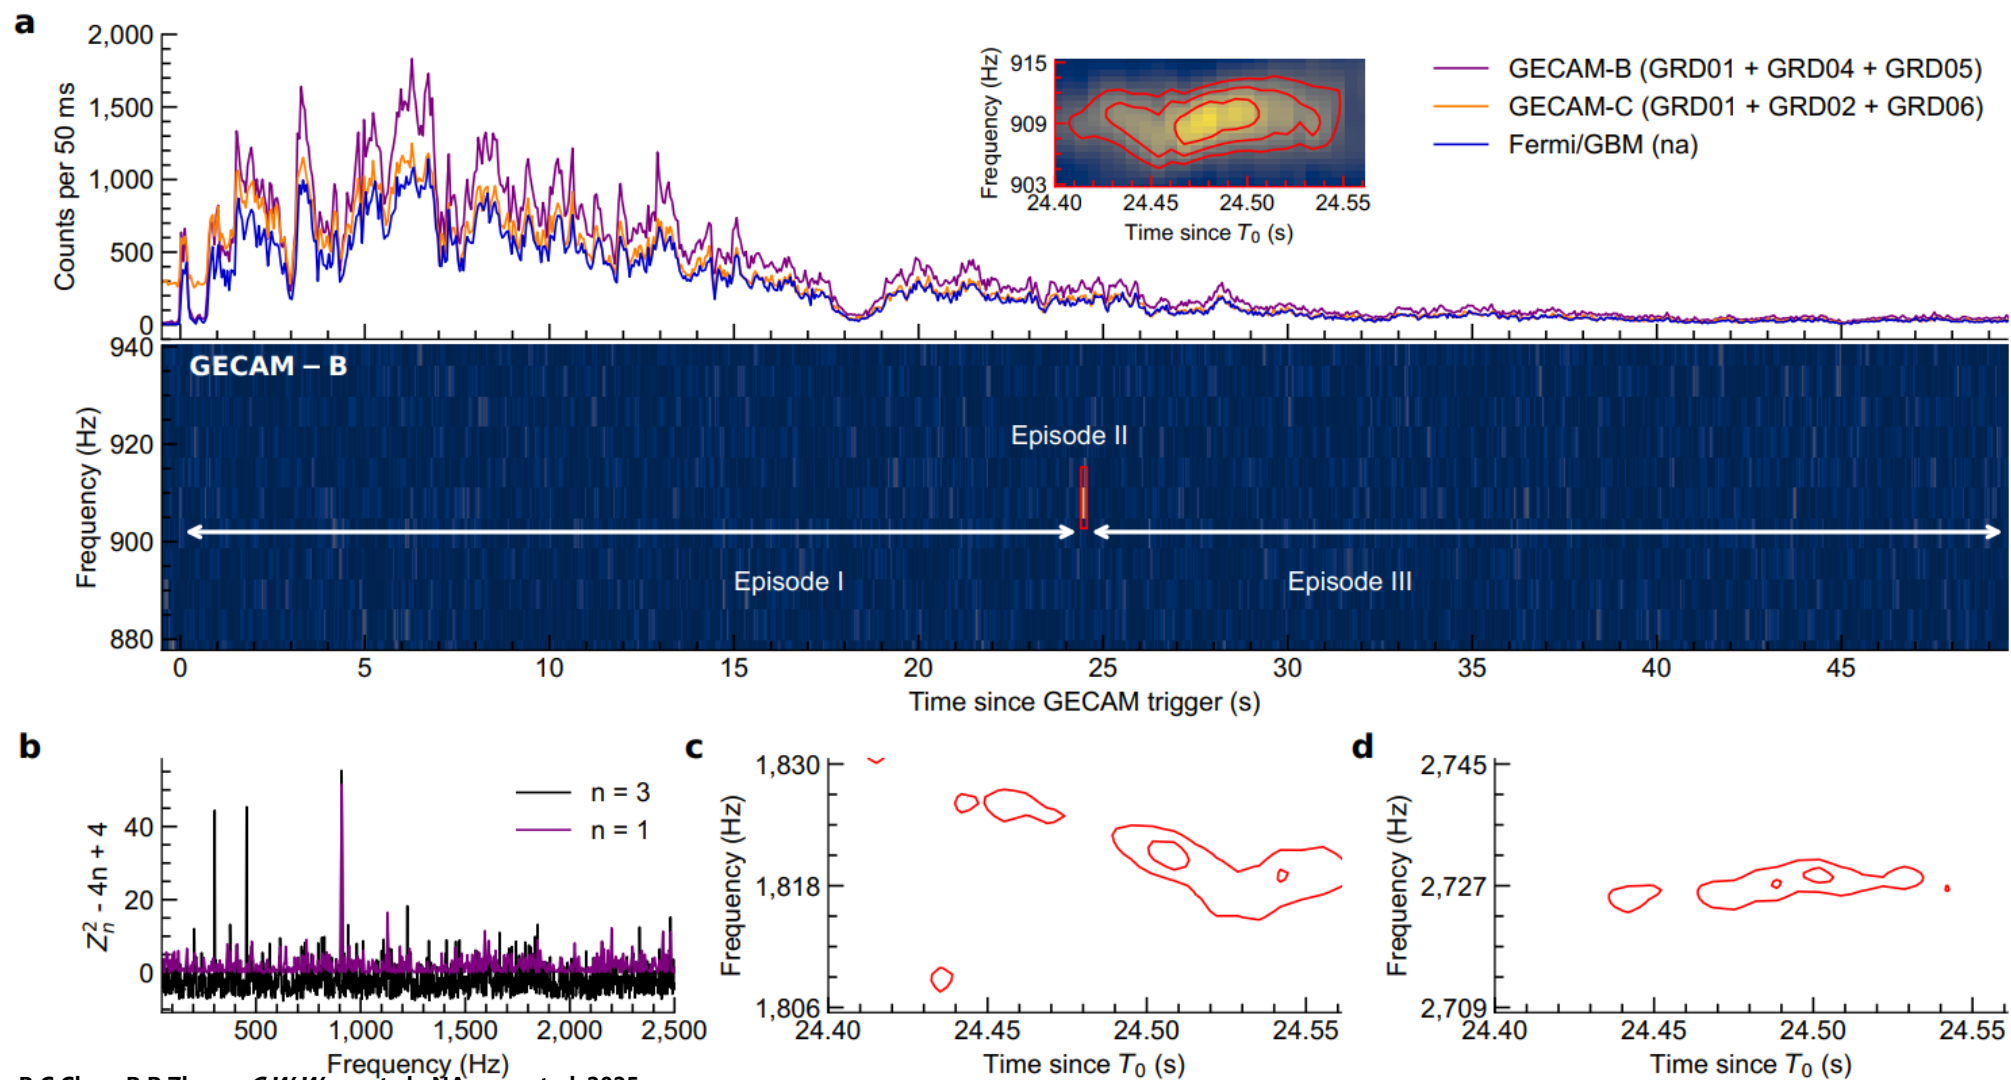 a
2,000
1,500
1,000
500
0
Counts per 50 ms
915
909
903
Frequency (Hz)
24.40 24.45 24.50 24.55
Time since T0 (s)
GECAM-B (GRD01 + GRD04 + GRD05)
GECAM-C (GRD01 + GRD02 + GRD06)
Fermi/GBM (na)
940
920
900
880
Frequency (Hz)
GECAM – B
Episode II
Episode I
Episode III
0 5 10 15 20 25 30 35 40 45
Time since GECAM trigger (s)
b
40
20
0
Z²n - 4n + 4
n = 3
n = 1
500 1,000 1,500 2,000 2,500
Frequency (Hz)
c
1,830
1,818
1,806
Frequency (Hz)
24.40 24.45 24.50 24.55
Time since T0 (s)
d
2,745
2,727
2,709
Frequency (Hz)
24.40 24.45 24.50 24.55
Time since T0 (s)